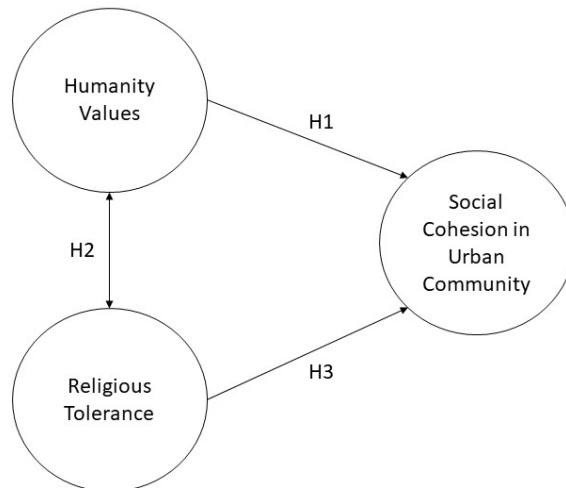 Humanity
Values
H1
Social
Cohesion in
Urban
Community
H2
Religious
Tolerance
H3